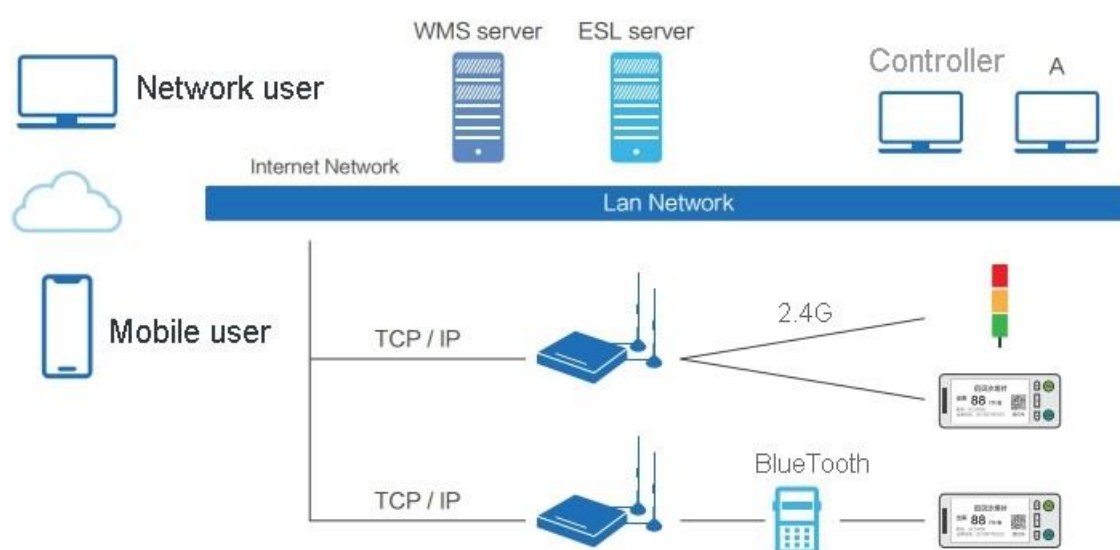 WMS server
ESL server
Controller
A
Network user
Internet Network
Lan Network
Mobile user
TCP / IP
2.4G
88
TCP / IP
BlueTooth
88